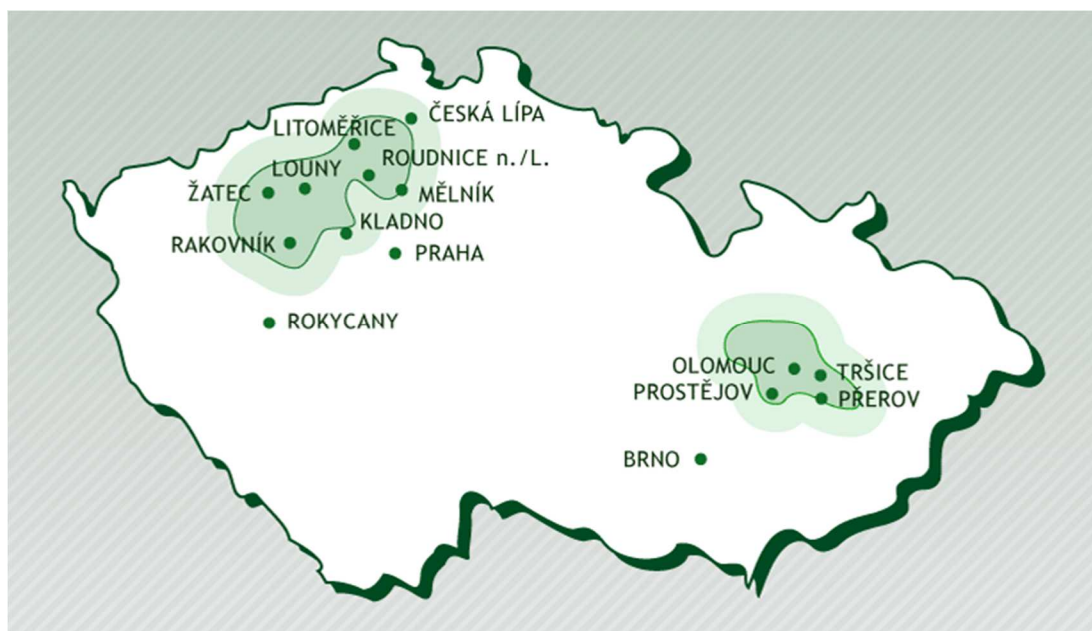 ČESKÁ LÍPA
LITOMĚŘICE
ROUDNICE n./L.
LOUNY
ŽATEC
MĚLNÍK
KLADNO
RAKOVNÍK
PRAHA
ROKYCANY
OLOMOUC
TRŠICE
PROSTĚJOV
PŘEROV
BRNO